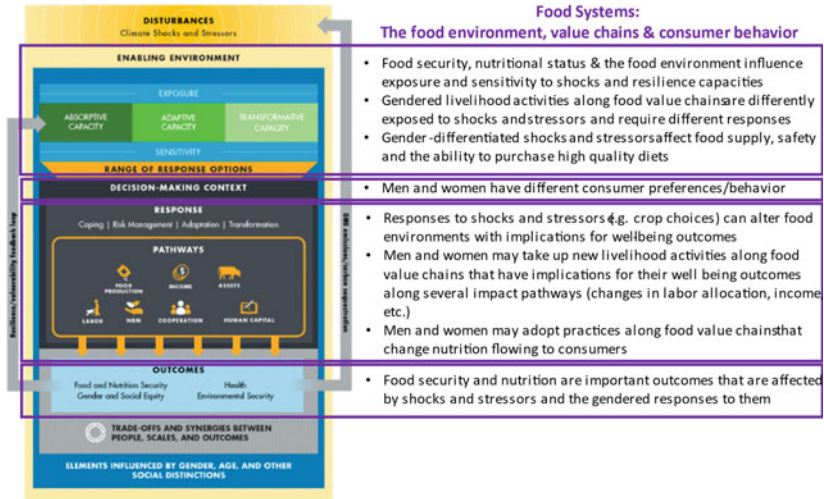 DISTURBANCES
Climate Shocks and Stressors
ENABLING ENVIRONMENT
EXPOSURE
ABSORPTIVE
CAPACITY
ADAPTIVE
CAPACITY
TRANSFORMATIVE
CAPACITY
SENSITIVITY
RANGE OF RESPONSE OPTIONS
DECISION-MAKING CONTEXT
RESPONSE
Coping | Risk Management | Adaptation | Transformation
PATHWAYS
FOOD
PRODUCTION
INCOME
ASSETS
LABOR
NRM
COOPERATION
HUMAN CAPITAL
OUTCOMES
Food and Nutrition Security
Gender and Social Equity
Health
Environmental Security
TRADE-OFFS AND SYNERGIES BETWEEN
PEOPLE, SCALES, AND OUTCOMES
ELEMENTS INFLUENCED BY GENDER, AGE, AND OTHER
SOCIAL DISTINCTIONS
Resilience/vulnerability feedback loop
GHG emissions/carbon sequestration
Food Systems:
The food environment, value chains & consumer behavior
• Food security, nutritional status & the food environment influence
exposure and sensitivity to shocks and resilience capacities
• Gendered livelihood activities along food value chainsare differently
exposed to shocks andstressors and require different responses
• Gender-differentiated shocks and stressorsaffect food supply, safety
and the ability to purchase high quality diets
• Men and women have different consumer preferences/behavior
• Responses to shocks and stressors (e.g. crop choices) can alter food
environments with implications for well-being outcomes
• Men and women may take up new livelihood activities along food
value chains that have implications for their well being outcomes
along several impact pathways (changes in labor allocation, income,
etc.)
• Men and women may adopt practices along food value chainsthat
change nutrition flowing to consumers
• Food security and nutrition are important outcomes that are affected
by shocks and stressors and the gendered responses to them